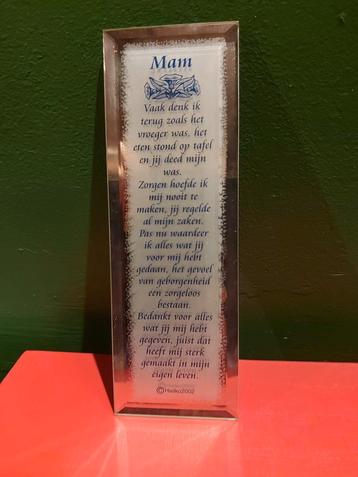 Mam
Vaak denk ik
terug zoals het
vroeger was, het
eten stond op tafel
en jij deed mijn
was.
Zorgen hoefde ik
mij nooit te
maken, jij regelde
al mijn zaken.
Pas nu waardeer
ik alles wat jij
voor mij hebt
gedaan, het gevoel
van geborgenheid
een zorgeloos
bestaan.
Bedankt voor alles
wat jij mij hebt
gegeven, juist dat
heeft mij sterk
gemaakt in mijn
eigen leven.